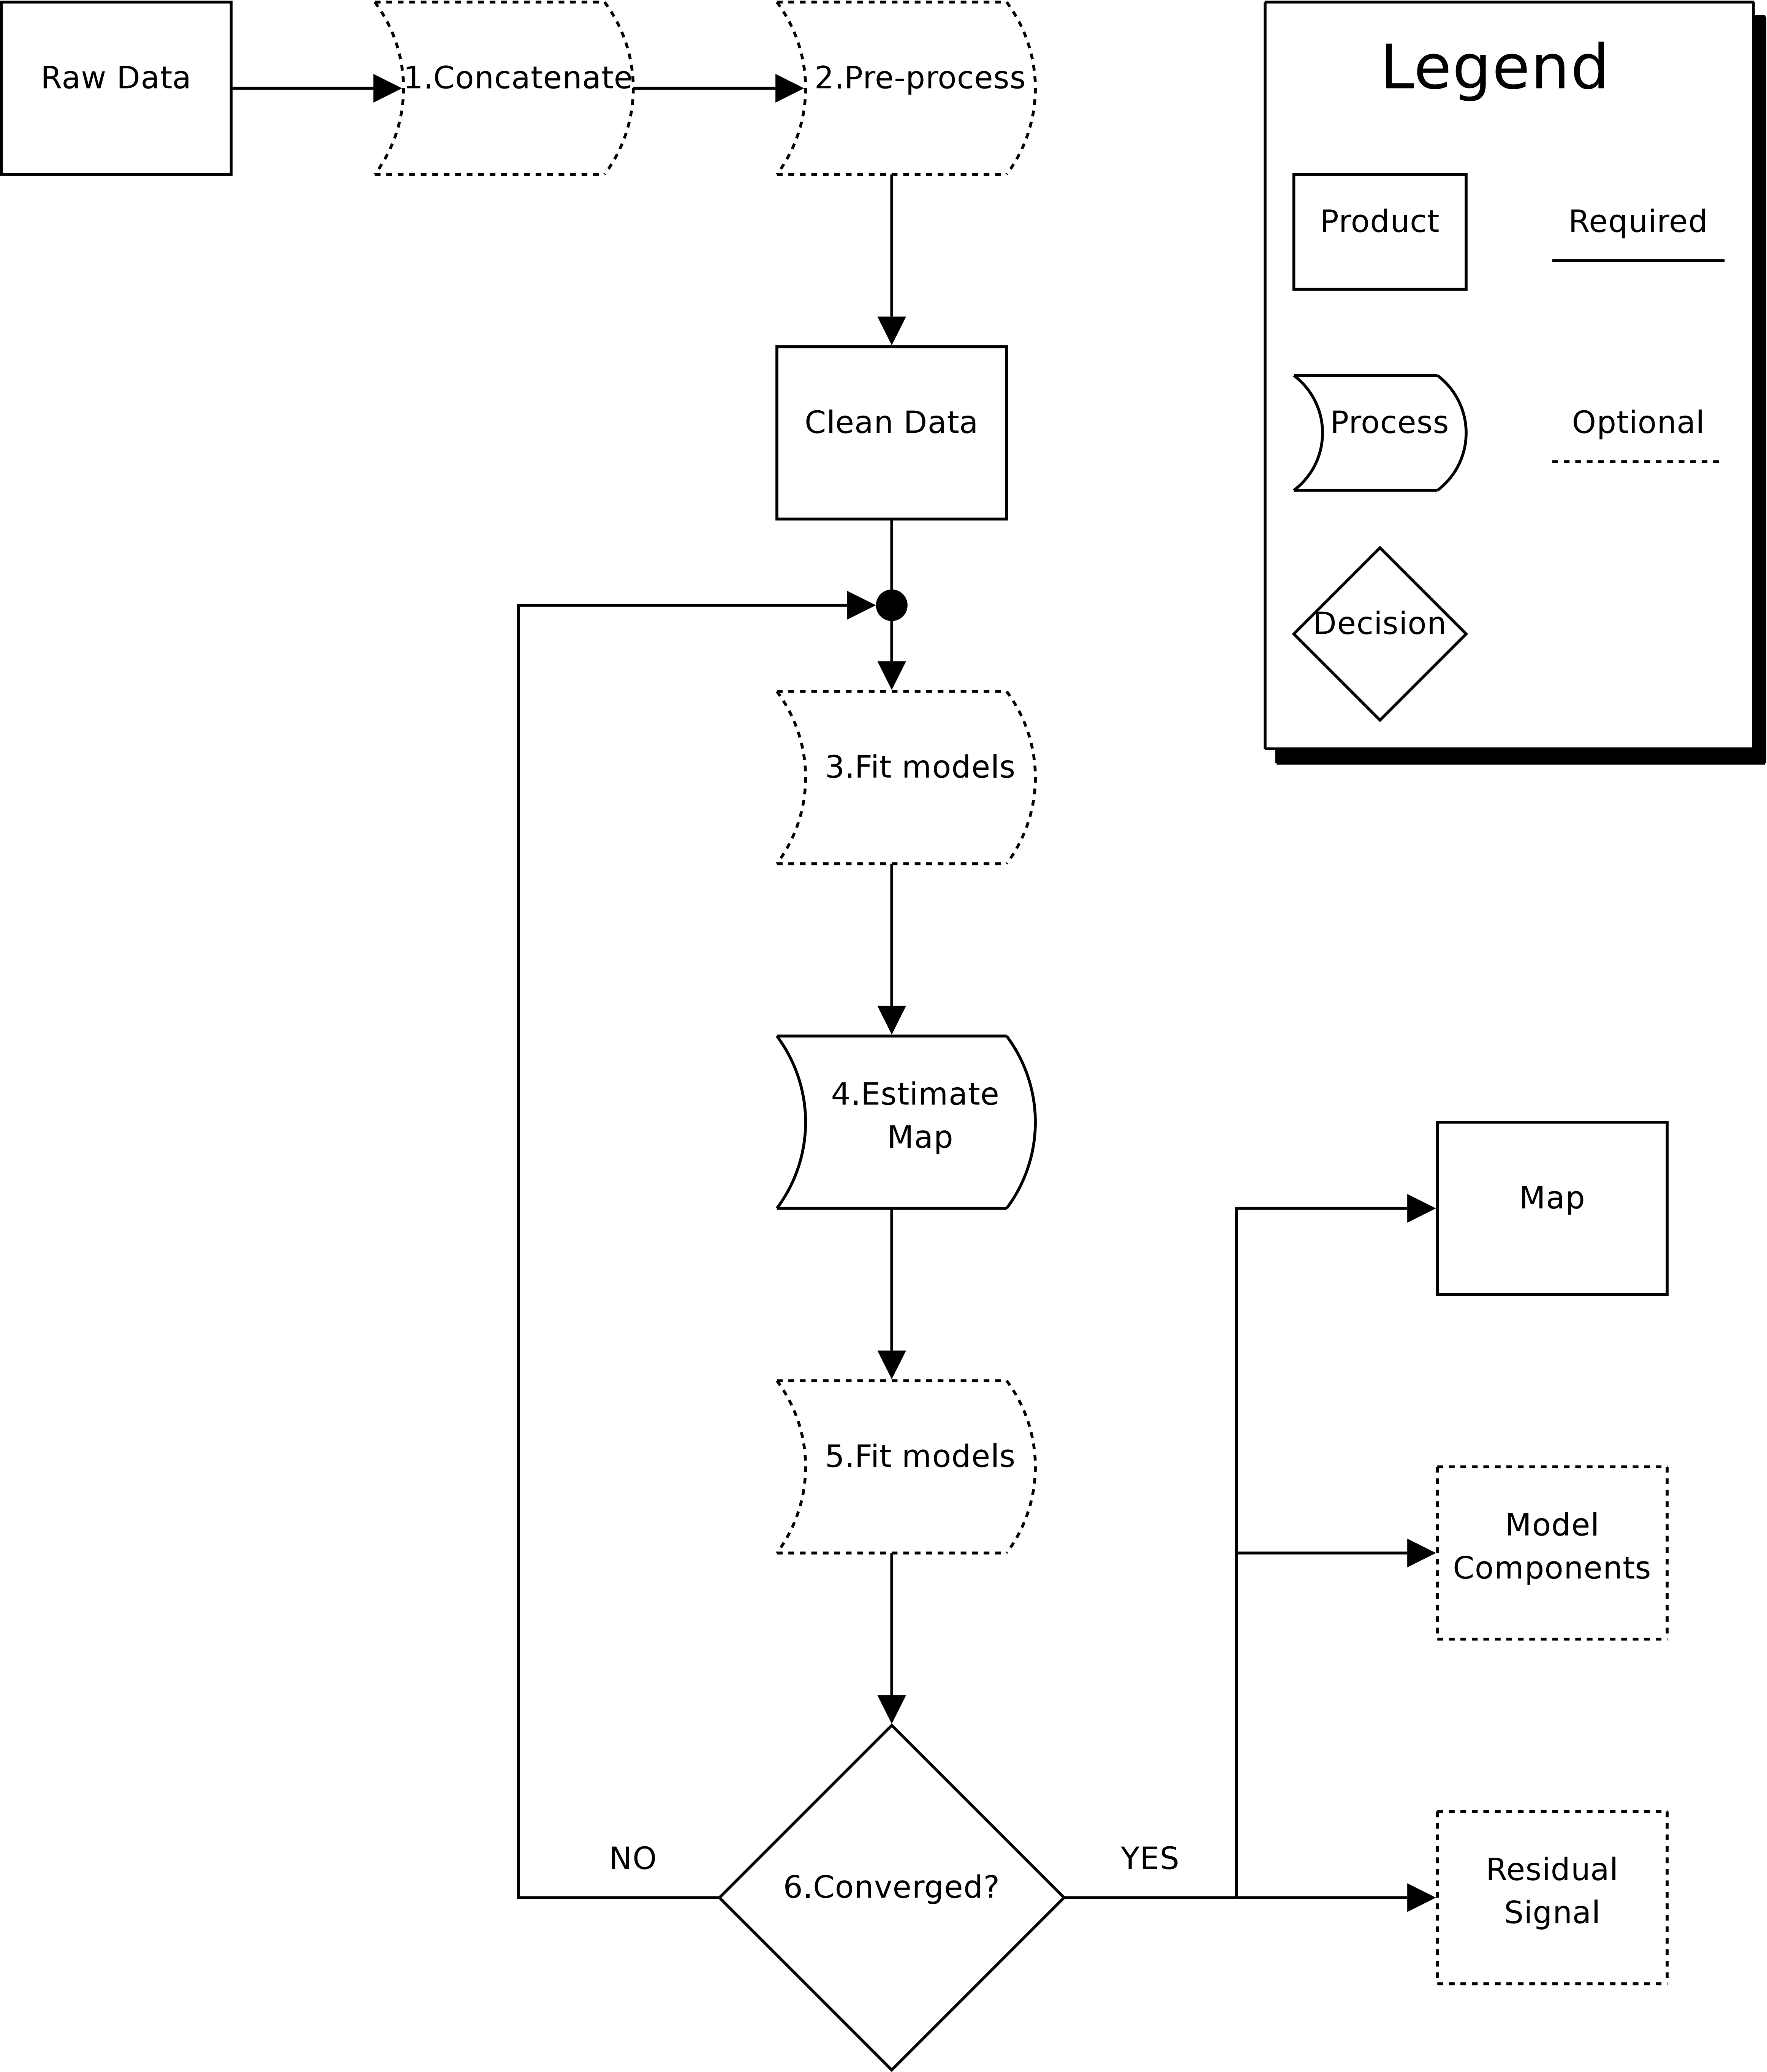 Raw Data
1.Concatenate
2.Pre-process
Legend
Product
Required
Process
Optional
Decision
Clean Data
3.Fit models
4.Estimate
Map
5.Fit models
6.Converged?
NO
YES
Map
Model
Components
Residual
Signal